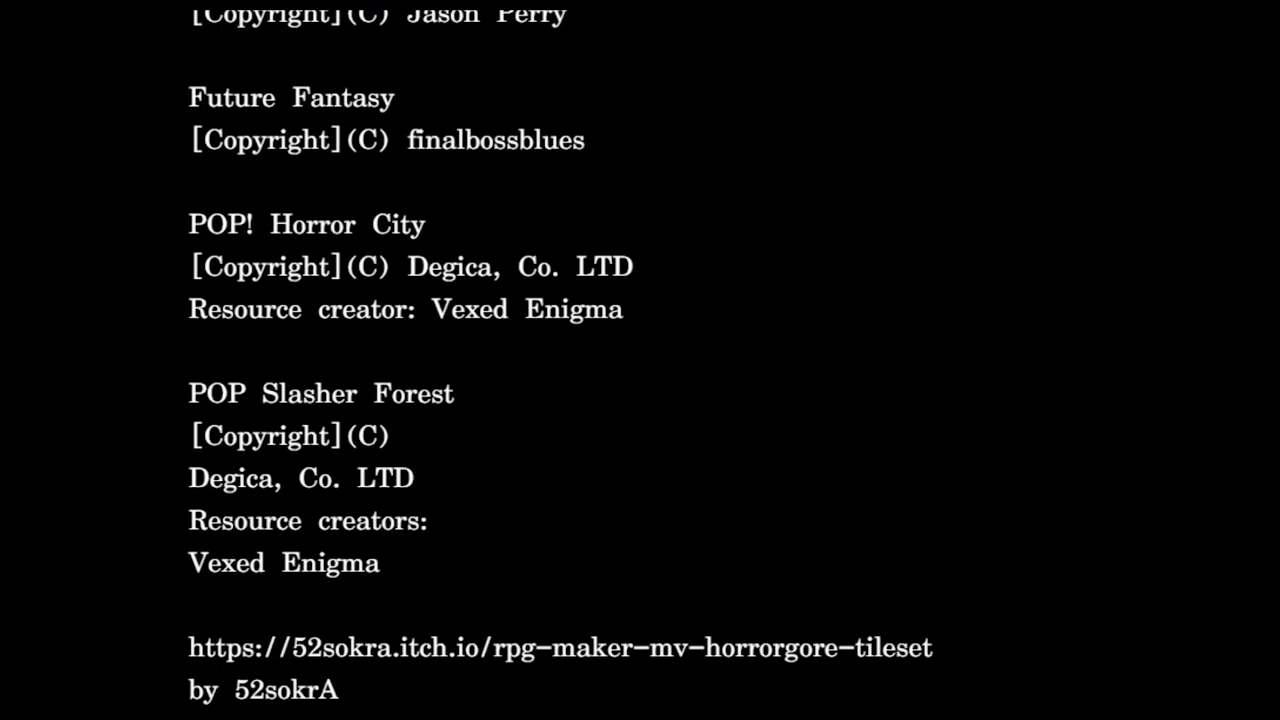 [Copyright](C) Jason Perry
Future Fantasy
[Copyright](C) finalbossblues
POP! Horror City
[Copyright](C) Degica, Co. LTD
Resource creator: Vexed Enigma
POP Slasher Forest
[Copyright](C)
Degica, Co. LTD
Resource creators:
Vexed Enigma
https://52sokra.itch.io/rpg-maker-mv-horrorgore-tileset
by 52sokrA